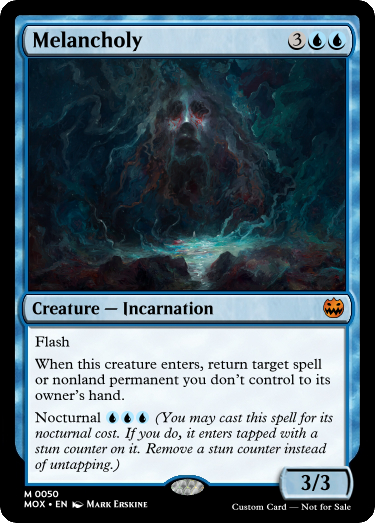 Melancholy 3
Creature — Incarnation
Flash
When this creature enters, return target spell
or nonland permanent you don't control to its
owner's hand.
Nocturnal (You may cast this spell for its
nocturnal cost. If you do, it enters tapped with a
stun counter on it. Remove a stun counter instead
of untapping.)
3/3
M 0050
MOX • EN Mark Erskine
Custom Card — Not for Sale